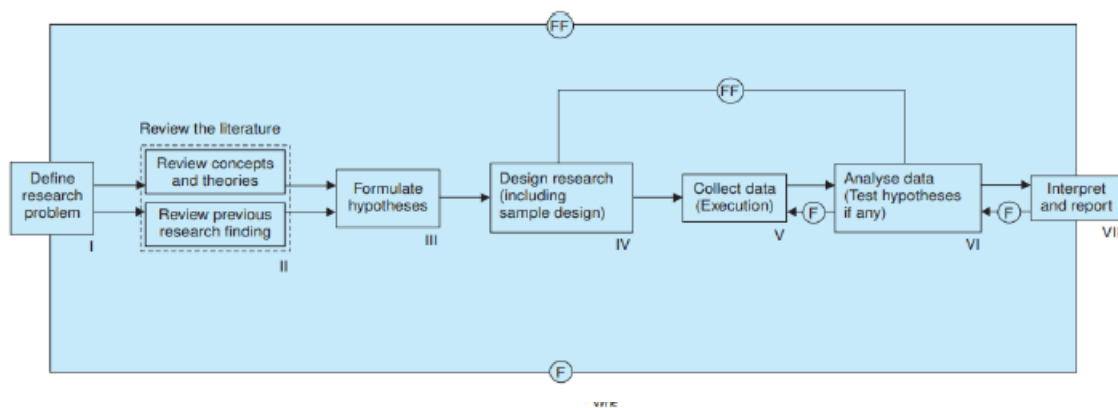 FF
FF
Review the literature
Define
research
problem
I
Review concepts
and theories
Review previous
research finding
II
Formulate
hypotheses
III
Design research
(including
sample design)
IV
Collect data
(Execution)
V
F
Analyse data
(Test hypotheses
if any)
VI
F
Interpret
and report
VII
F